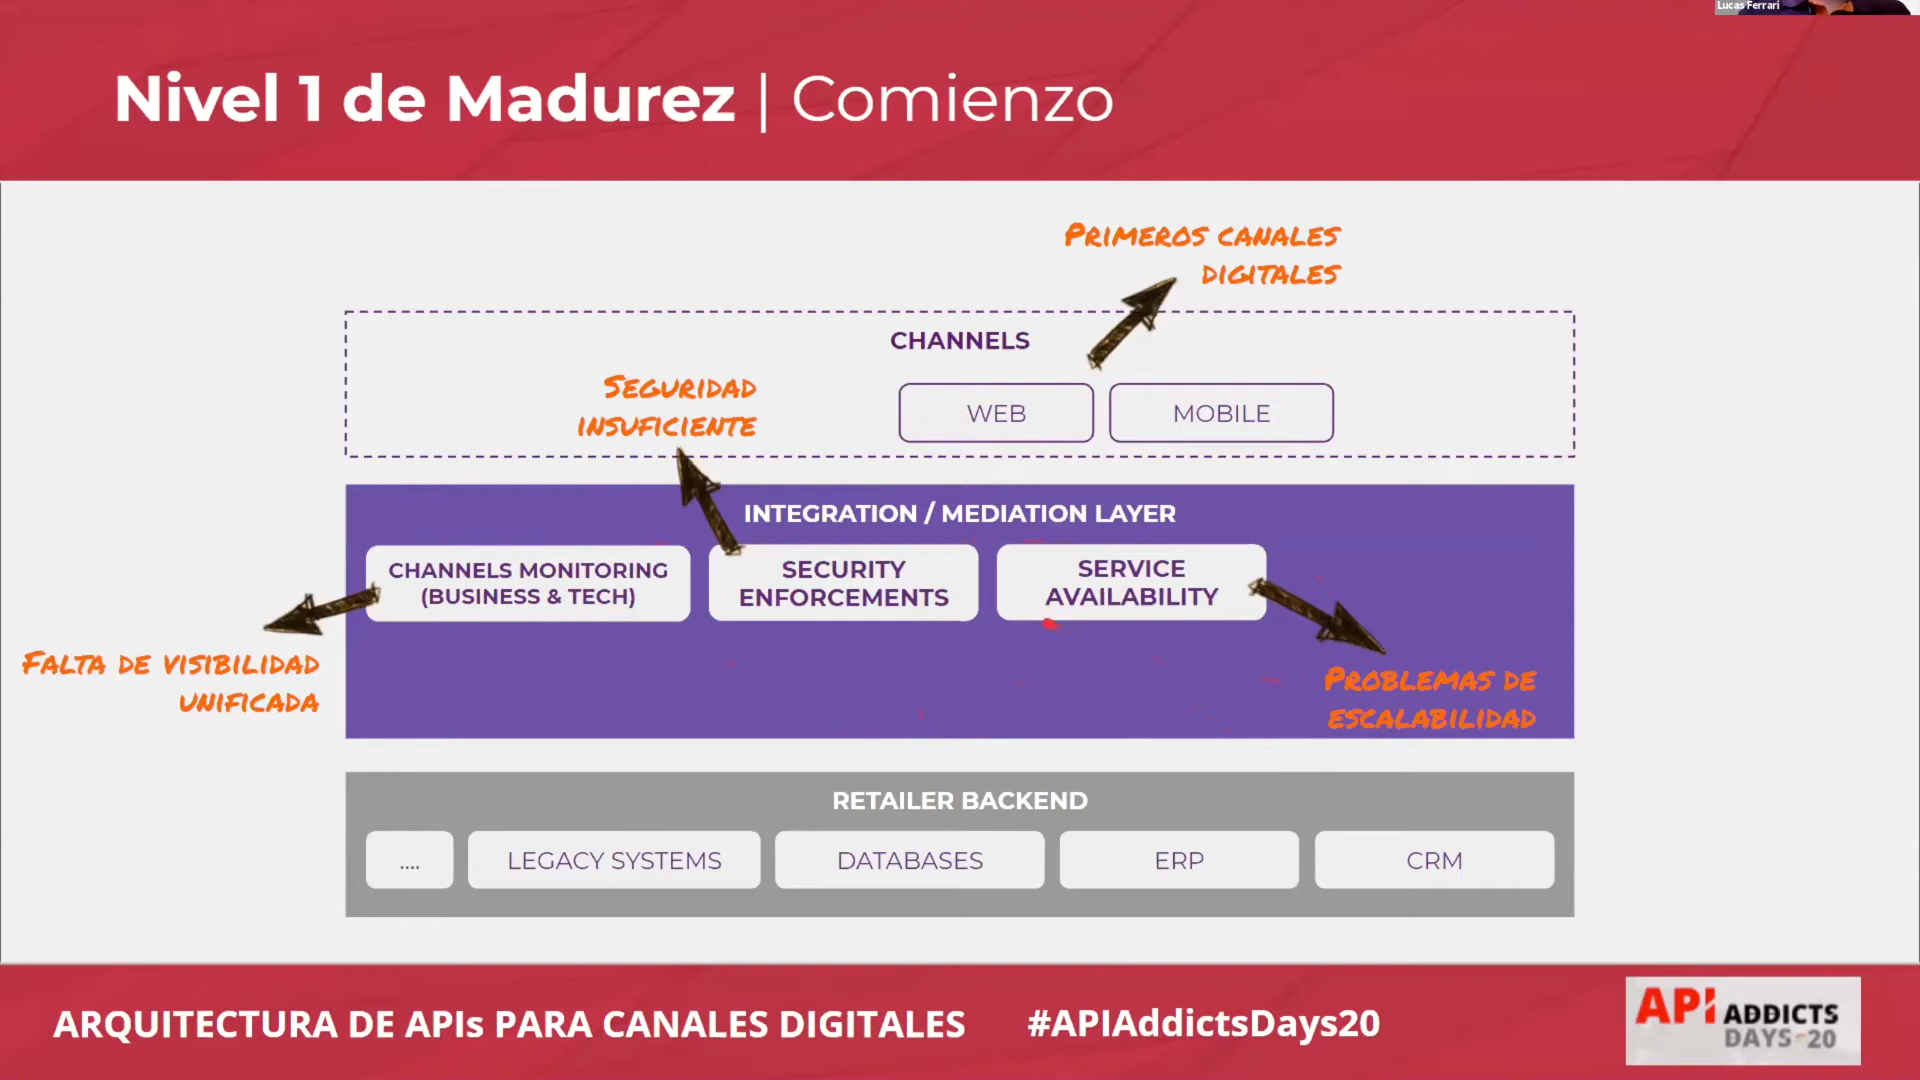 Lucas Ferrari
Nivel 1 de Madurez | Comienzo
PRIMEROS CANALES
DIGITALES
CHANNELS
SEGURIDAD
INSUFICIENTE
WEB
MOBILE
INTEGRATION / MEDIATION LAYER
CHANNELS MONITORING
(BUSINESS & TECH)
SECURITY
ENFORCEMENTS
SERVICE
AVAILABILITY
FALTA DE VISIBILIDAD
UNIFICADA
PROBLEMAS DE
ESCALABILIDAD
RETAILER BACKEND
....
LEGACY SYSTEMS
DATABASES
ERP
CRM
ARQUITECTURA DE APIs PARA CANALES DIGITALES
#APIAddictsDays20
API ADDICTS
DAYS-20